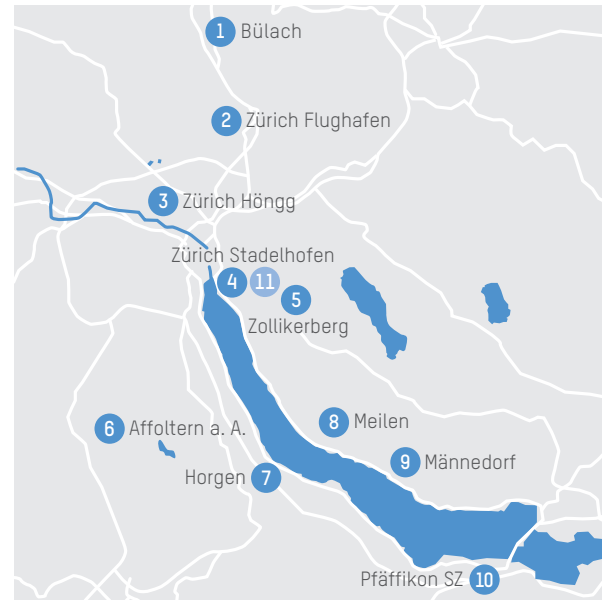 1 Bülach
2 Zürich Flughafen
3 Zürich Höngg
Zürich Stadelhofen
4 11
5
Zollikerberg
6 Affoltern a. A.
8 Meilen
9 Männedorf
Horgen 7
Pfäffikon SZ 10